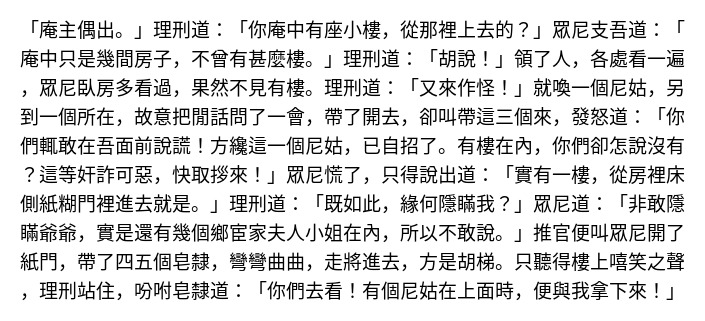 「庵主偶出。」理刑道：「你庵中有座小樓，從那裡上去的？」眾尼支吾道：「
庵中只是幾間房子，不曾有甚麼樓。」理刑道：「胡說！」領了人，各處看一遍
，眾尼臥房多看過，果然不見有樓。理刑道：「又來作怪！」就喚一個尼姑，另
到一個所在，故意把閒話問了一會，帶了開去，卻叫帶這三個來，發怒道：「你
們輒敢在吾面前說謊！方纔這一個尼姑，已自招了。有樓在內，你們卻怎說沒有
？這等奸詐可惡，快取拶來！」眾尼慌了，只得說出道：「實有一樓，從房裡床
側紙糊門裡進去就是。」理刑道：「既如此，緣何隱瞞我？」眾尼道：「非敢隱
瞞爺爺，實是還有幾個鄉宦家夫人小姐在內，所以不敢說。」推官便叫眾尼開了
紙門，帶了四五個皂隸，彎彎曲曲，走將進去，方是胡梯。只聽得樓上嘻笑之聲
，理刑站住，吩咐皂隸道：「你們去看！有個尼姑在上面時，便與我拿下來！」